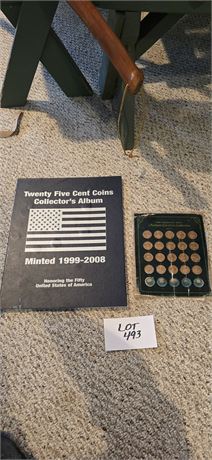 Twenty Five Cent Coins
Collector's Album
Minted 1999-2008
Honoring the Fifty
United States of America
LOT
493